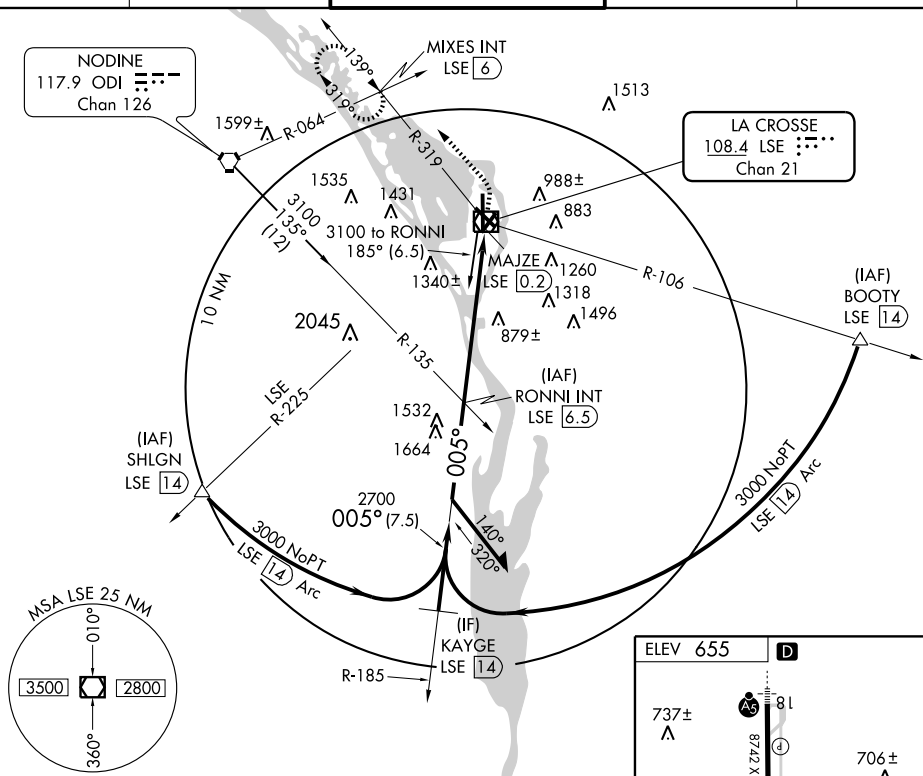 NODINE
117.9 ODI
Chan 126
MIXES INT
LSE 6
139°
319°
1513
1599±
R-064
R-319
LA CROSSE
108.4 LSE
Chan 21
1535
1431
988±
883
3100
135°
(12)
3100 to RONNI
185° (6.5)
1340±
MAJZE
LSE 0.2
1260
1318
1496
879±
R-106
(IAF)
BOOTY
LSE 14
10 NM
2045
R-135
LSE
R-225
(IAF)
RONNI INT
LSE 6.5
1532
1664
005°
(IAF)
SHLGN
LSE 14
2700
005° (7.5)
140°
320°
3000 NoPT
LSE 14 Arc
3000 NoPT
LSE 14 Arc
(IF)
KAYGE
LSE 14
R-185
MSA LSE 25 NM
010°
3500
2800
360°
ELEV 655
D
737±
A5
18
8742 X
P
706±